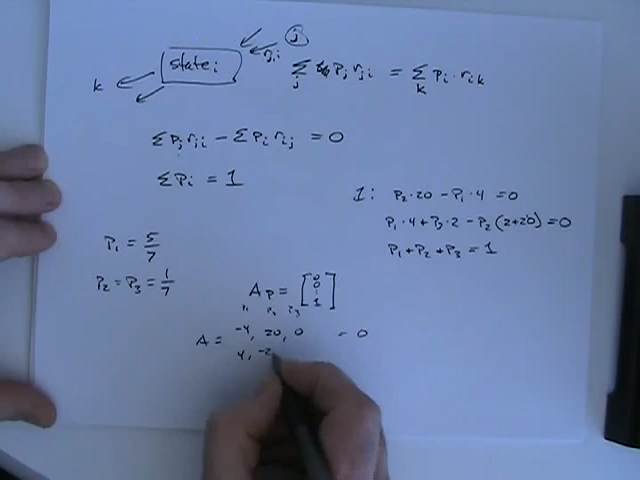 j
state i
r_ji
k
∑_j P_j r_ji = ∑_k P_i · r_ik
∑P_j r_ji − ∑P_i r_ij = 0
∑P_i = 1
1: P_2 · 20 − P_1 · 4 = 0
P_1 · 4 + P_3 · 2 − P_2 (2+20) = 0
P_1 + P_2 + P_3 = 1
P_1 = 5/7
P_2 = P_3 = 1/7
A p = [0 0 1]
P_1 P_2 P_3
A = -4, 20, 0 = 0
4, -2